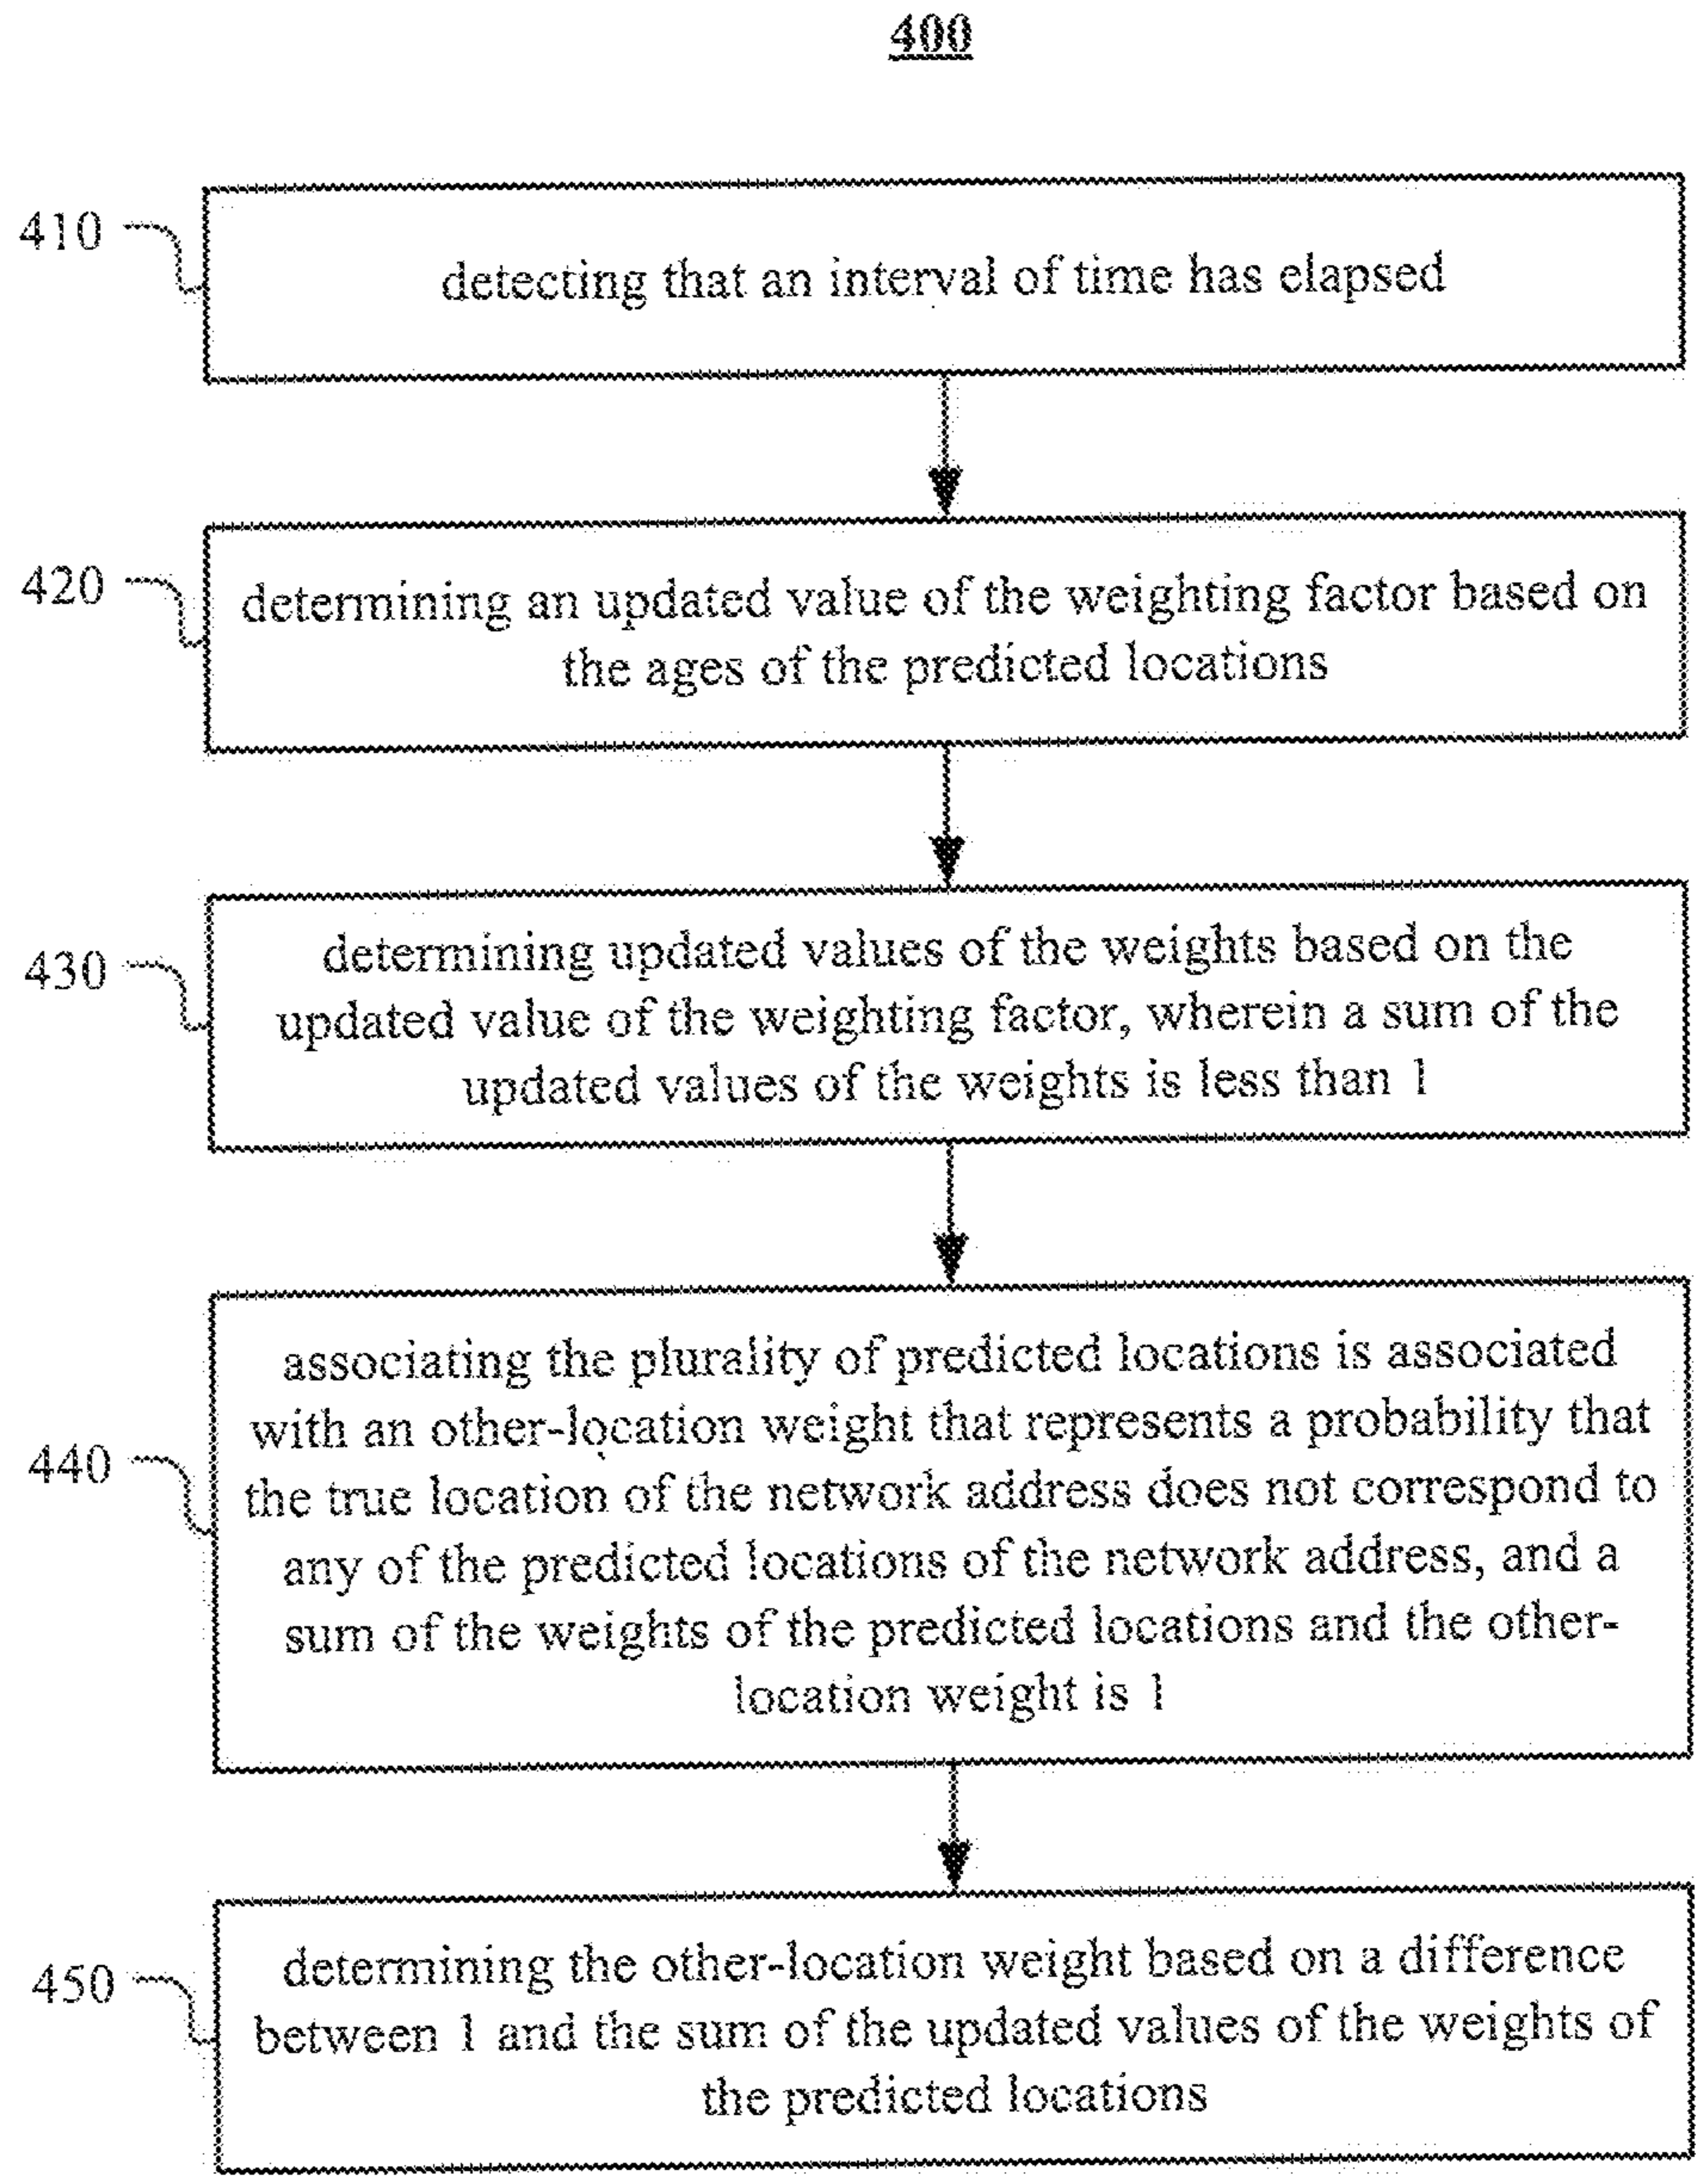 400
410
detecting that an interval of time has elapsed
420
determining an updated value of the weighting factor based on
the ages of the predicted locations
430
determining updated values of the weights based on the
updated value of the weighting factor, wherein a sum of the
updated values of the weights is less than 1
440
associating the plurality of predicted locations is associated
with an other-location weight that represents a probability that
the true location of the network address does not correspond to
any of the predicted locations of the network address, and a
sum of the weights of the predicted locations and the other-
location weight is 1
450
determining the other-location weight based on a difference
between 1 and the sum of the updated values of the weights of
the predicted locations